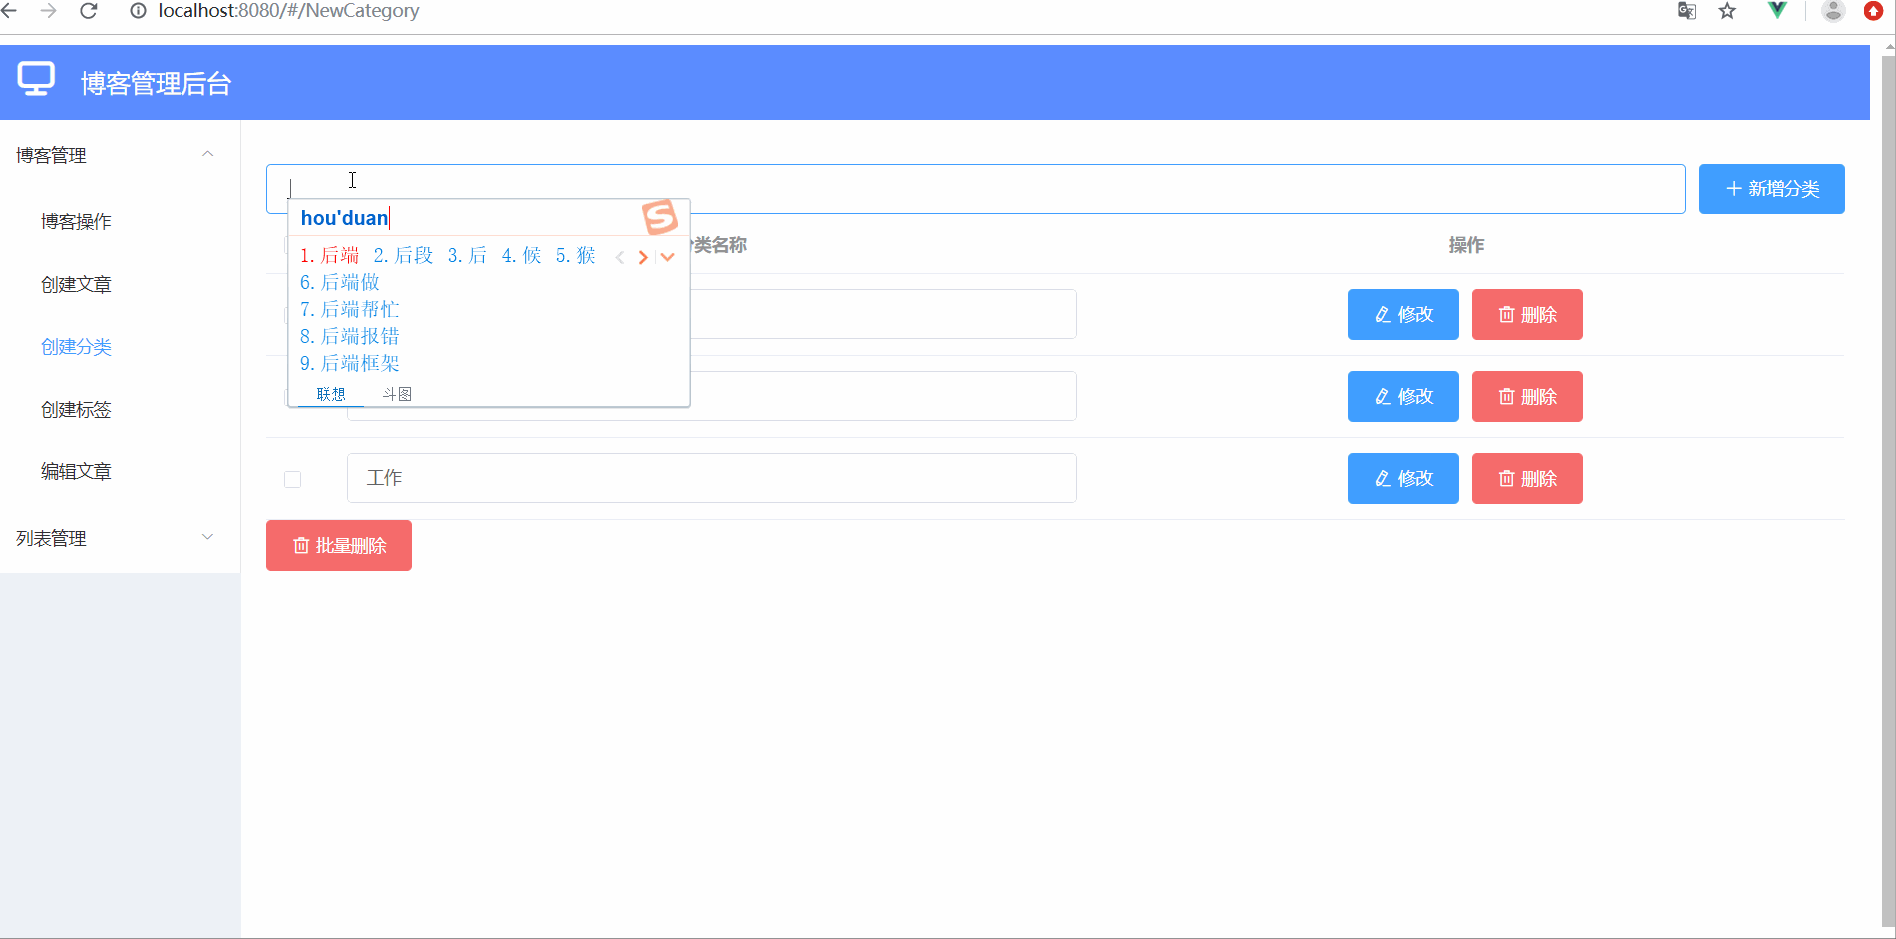 localhost:8080/#/NewCategory
博客管理后台
博客管理
博客操作
创建文章
创建分类
创建标签
编辑文章
列表管理
新增分类
hou'duan
1.后端 2.后段 3.后 4.候 5.猴
6.后端做
7.后端帮忙
8.后端报错
9.后端框架
联想 斗图
类名称 操作
修改 删除
修改 删除
工作 修改 删除
批量删除